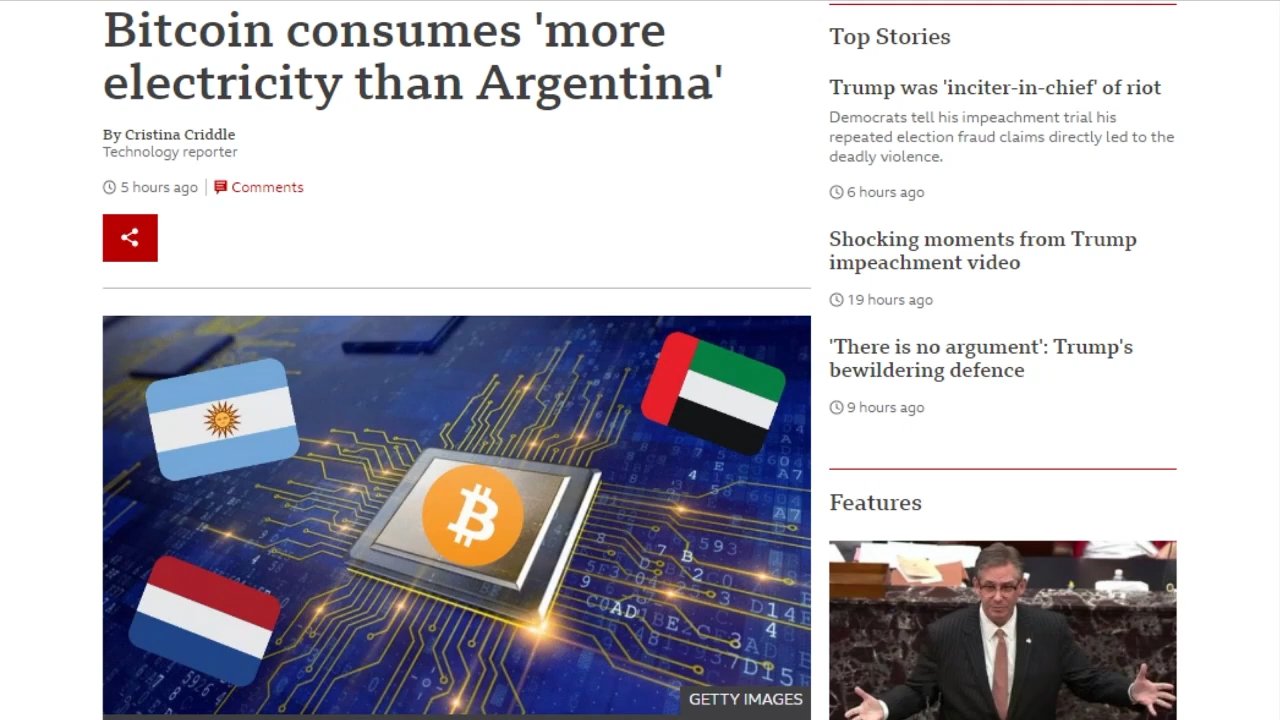 Bitcoin consumes 'more
electricity than Argentina'
By Cristina Criddle
Technology reporter
5 hours ago
Comments
GETTY IMAGES
Top Stories
Trump was 'inciter-in-chief' of riot
Democrats tell his impeachment trial his
repeated election fraud claims directly led to the
deadly violence.
6 hours ago
Shocking moments from Trump
impeachment video
19 hours ago
'There is no argument': Trump's
bewildering defence
9 hours ago
Features